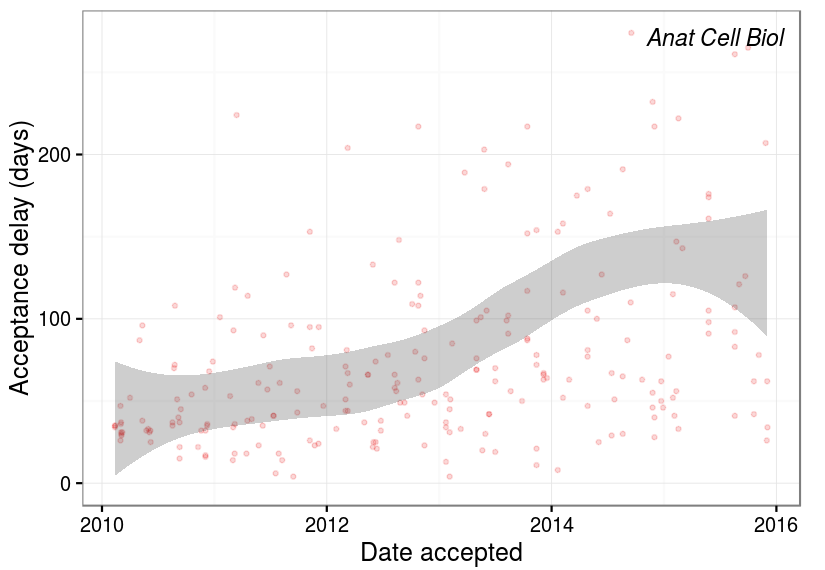 Anat Cell Biol
Acceptance delay (days)
200
100
0
2010 2012 2014 2016
Date accepted